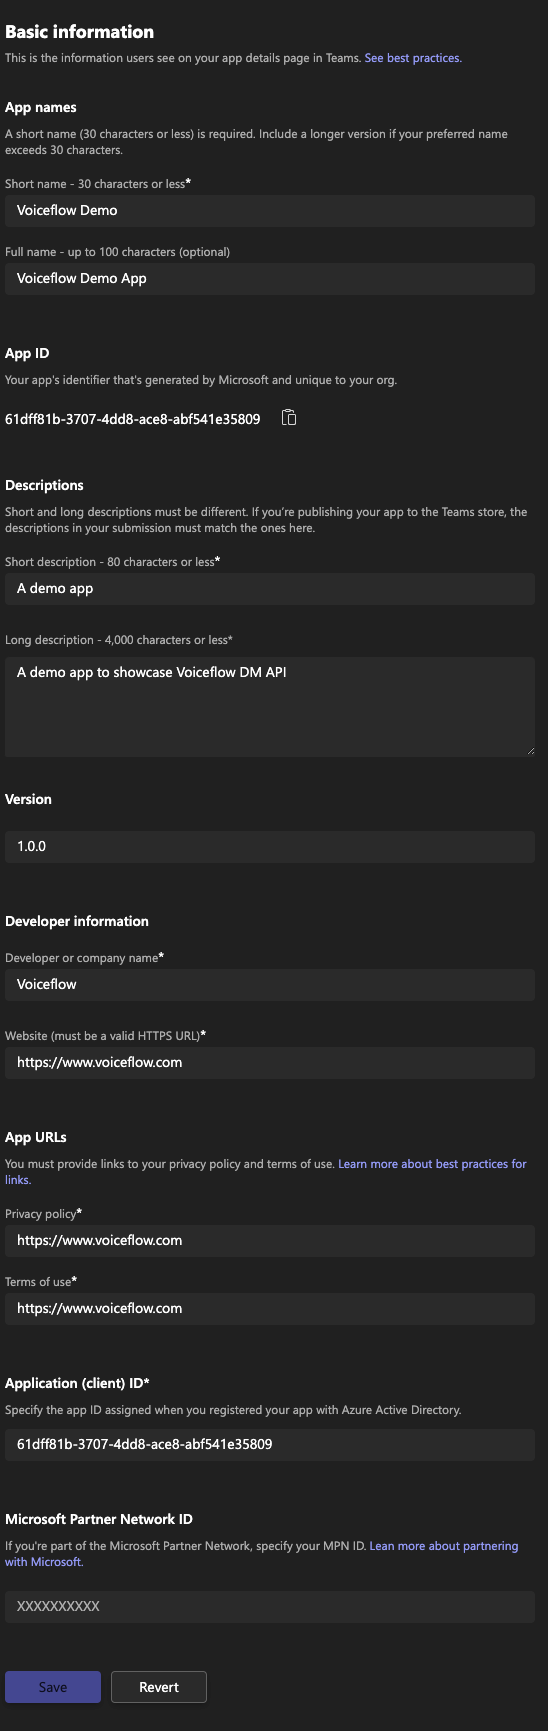 Basic information
This is the information users see on your app details page in Teams. See best practices.
App names
A short name (30 characters or less) is required. Include a longer version if your preferred name
exceeds 30 characters.
Short name - 30 characters or less*
Voiceflow Demo
Full name - up to 100 characters (optional)
Voiceflow Demo App
App ID
Your app's identifier that's generated by Microsoft and unique to your org.
61dff81b-3707-4dd8-ace8-abf541e35809
Descriptions
Short and long descriptions must be different. If you're publishing your app to the Teams store, the
descriptions in your submission must match the ones here.
Short description - 80 characters or less*
A demo app
Long description - 4,000 characters or less*
A demo app to showcase Voiceflow DM API
Version
1.0.0
Developer information
Developer or company name*
Voiceflow
Website (must be a valid HTTPS URL)*
https://www.voiceflow.com
App URLs
You must provide links to your privacy policy and terms of use. Learn more about best practices for
links.
Privacy policy*
https://www.voiceflow.com
Terms of use*
https://www.voiceflow.com
Application (client) ID*
Specify the app ID assigned when you registered your app with Azure Active Directory.
61dff81b-3707-4dd8-ace8-abf541e35809
Microsoft Partner Network ID
If you're part of the Microsoft Partner Network, specify your MPN ID. Lean more about partnering
with Microsoft.
XXXXXXXXXX
Save
Revert